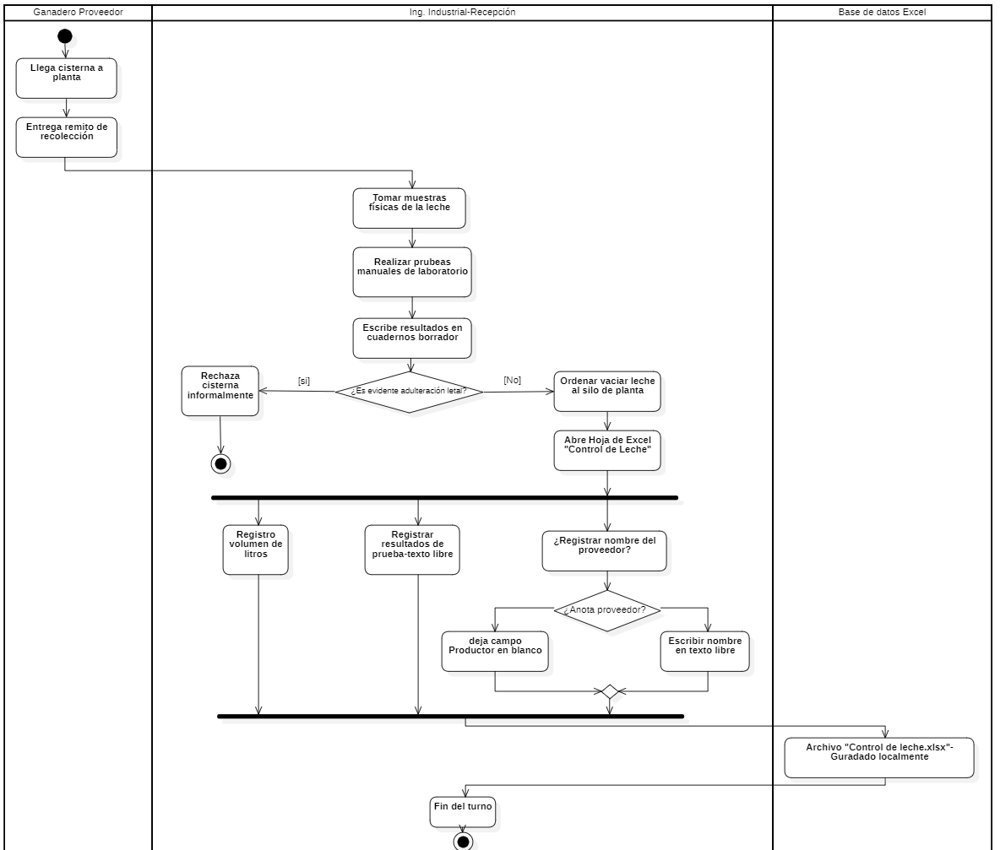 Ganadero Proveedor
Ing. Industrial-Recepción
Base de datos Excel
Llega cisterna a
planta
Entrega remito de
recolección
Tomar muestras
físicas de la leche
Realizar prubeas
manuales de laboratorio
Escribe resultados en
cuadernos borrador
¿Es evidente adulteración letal?
[si]
[No]
Rechaza
cisterna
informalmente
Ordenar vaciar leche
al silo de planta
Abre Hoja de Excel
"Control de Leche"
Registro
volumen de
litros
Registrar
resultados de
prueba-texto libre
¿Registrar nombre del
proveedor?
¿Anota proveedor?
deja campo
Productor en blanco
Escribir nombre
en texto libre
Archivo "Control de leche.xlsx"-
Guradado localmente
Fin del turno